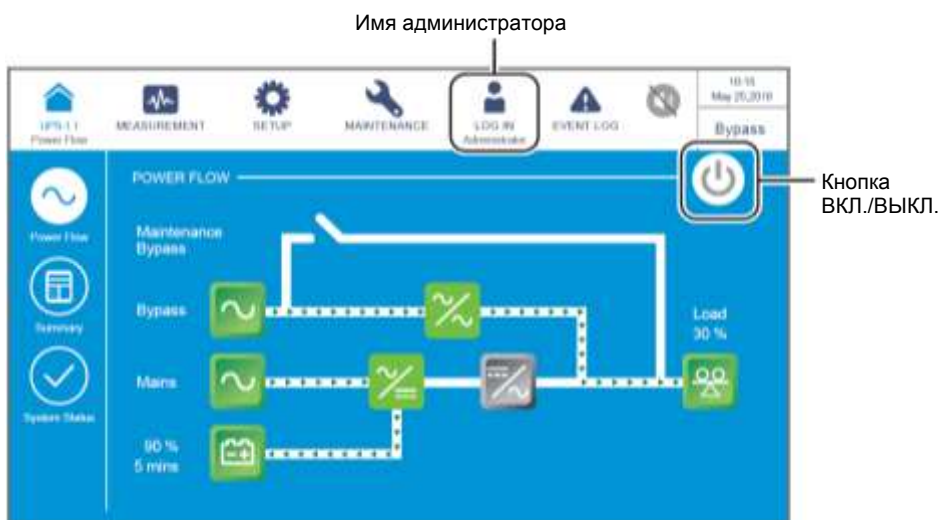 Имя администратора
UPS-1.1
Power Flow
MEASUREMENT
SETUP
MAINTENANCE
LOG IN
Administrator
EVENT LOG
May 20,2016
Bypass
POWER FLOW
Кнопка
ВКЛ./ВЫКЛ.
Power Flow
Maintenance
Bypass
Summary
Bypass
Load
30 %
Mains
System Status
90 %
5 mins